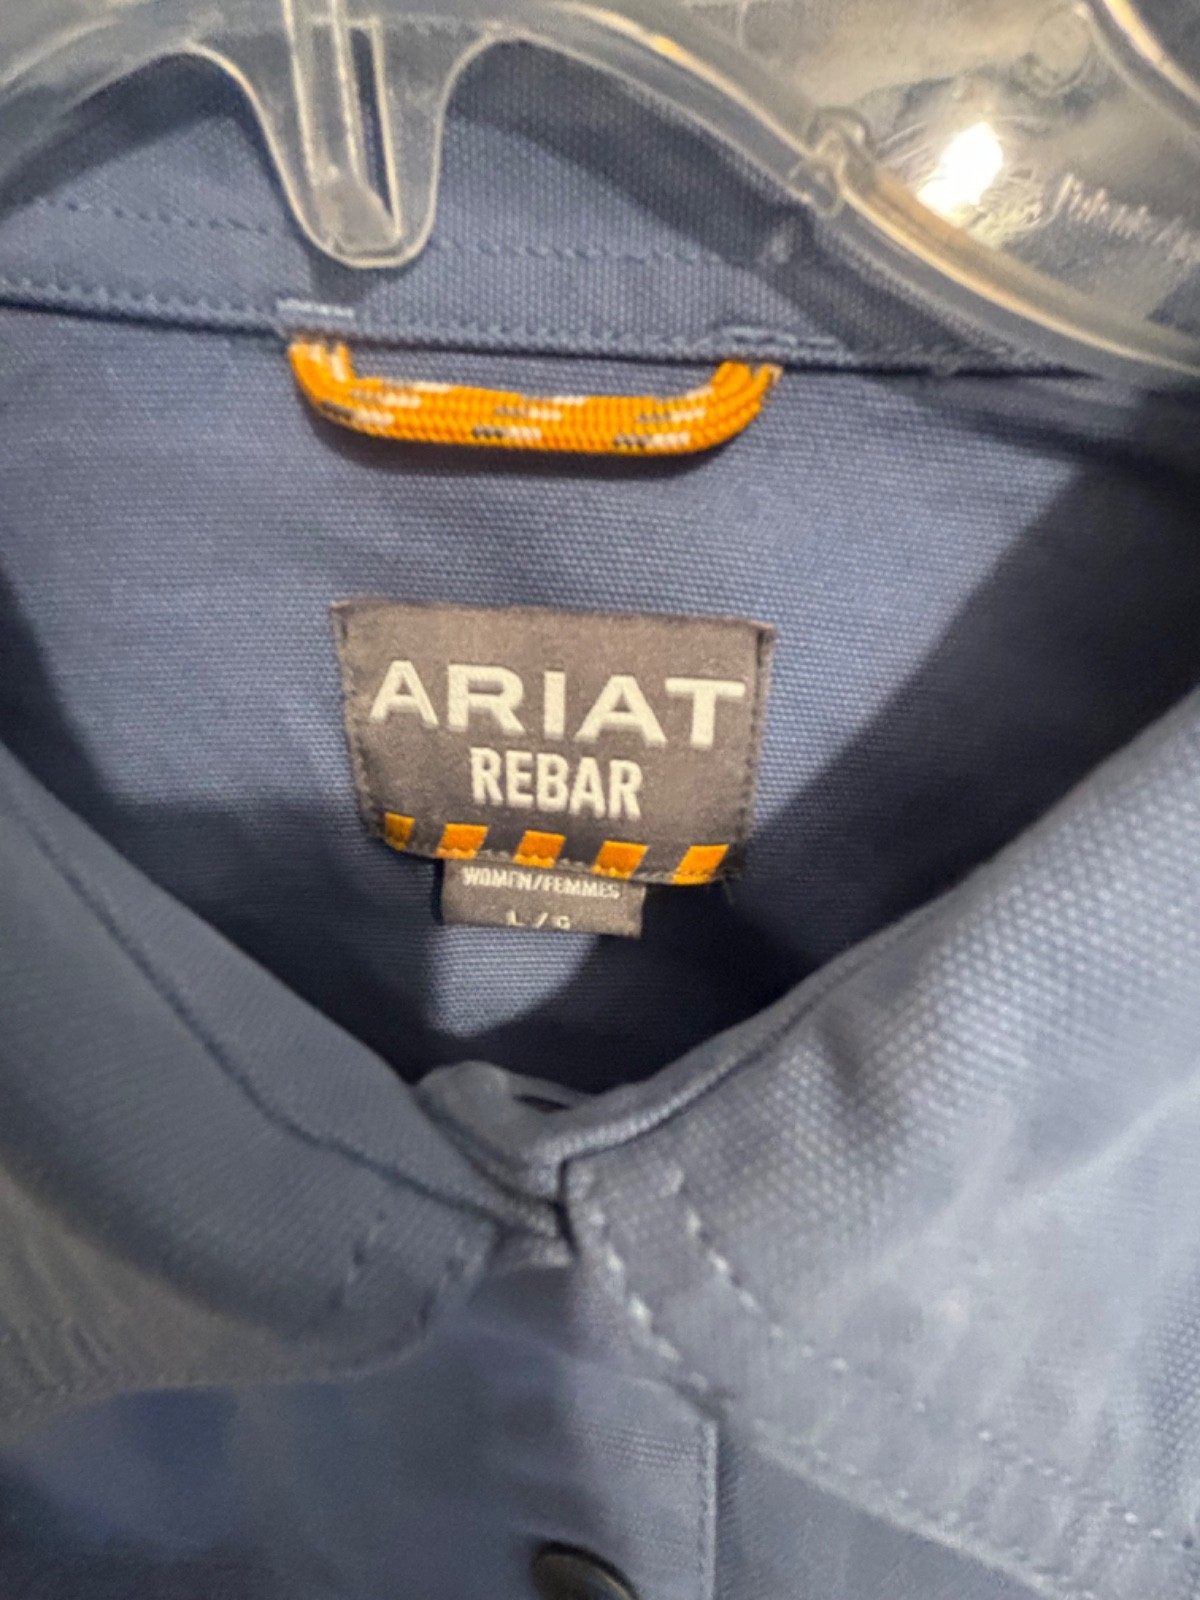 ARIAT
REBAR
WOMEN/FEMMES
L / G